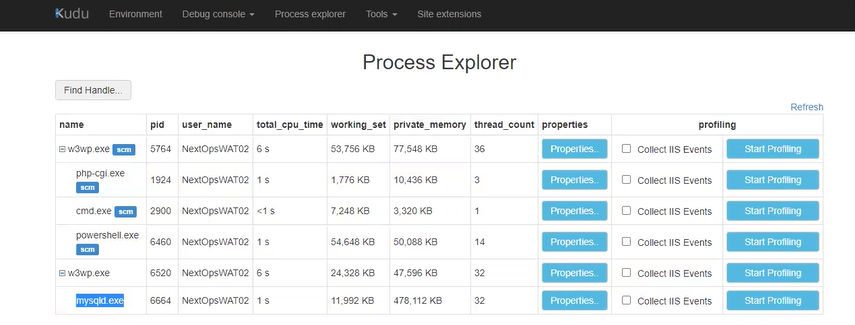 Kudu Environment Debug console Process explorer Tools Site extensions
Process Explorer
Find Handle...
Refresh
name pid user_name total_cpu_time working_set private_memory thread_count properties profiling
w3wp.exe scm 5764 NextOpsWAT02 6 s 53,756 KB 77,548 KB 36 Properties.. Collect IIS Events Start Profiling
php-cgi.exe scm 1924 NextOpsWAT02 1 s 1,776 KB 10,436 KB 3 Properties.. Collect IIS Events Start Profiling
cmd.exe scm 2900 NextOpsWAT02 <1 s 7,248 KB 3,320 KB 1 Properties.. Collect IIS Events Start Profiling
powershell.exe scm 6460 NextOpsWAT02 1 s 54,648 KB 50,088 KB 14 Properties.. Collect IIS Events Start Profiling
w3wp.exe 6520 NextOpsWAT02 6 s 24,328 KB 47,596 KB 32 Properties.. Collect IIS Events Start Profiling
mysqld.exe 6664 NextOpsWAT02 1 s 11,992 KB 478,112 KB 32 Properties.. Collect IIS Events Start Profiling